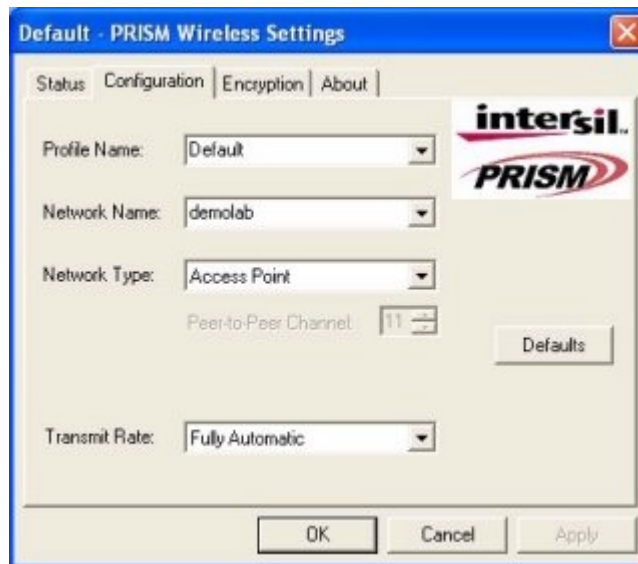 Default - PRISM Wireless Settings
Status Configuration Encryption About
intersil.
PRISM
Profile Name: Default
Network Name: demolab
Network Type: Access Point
Peer-to-Peer Channel: 11
Defaults
Transmit Rate: Fully Automatic
OK Cancel Apply